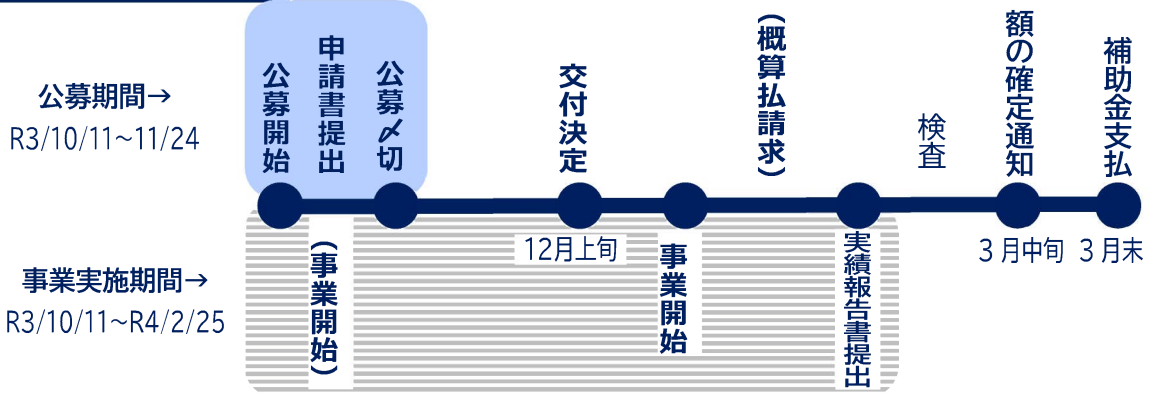 公募期間→
R3/10/11~11/24
公募開始
申請書提出
公募〆切
交付決定
(概算払請求)
検査
額の確定通知
補助金支払
12月上旬
3月中旬
3月末
事業実施期間→
R3/10/11~R4/2/25
(事業開始)
事業開始
実績報告書提出